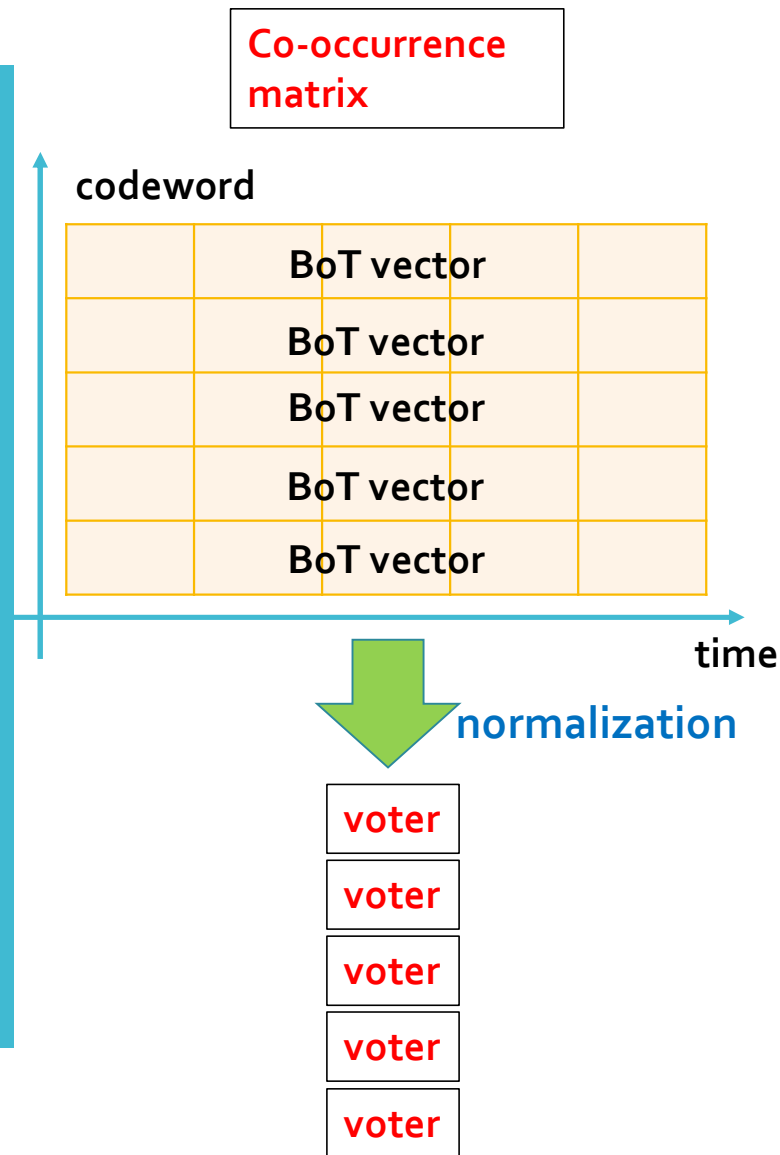 Co-occurrence
matrix
codeword
BoT vector
BoT vector
BoT vector
BoT vector
BoT vector
time
normalization
voter
voter
voter
voter
voter